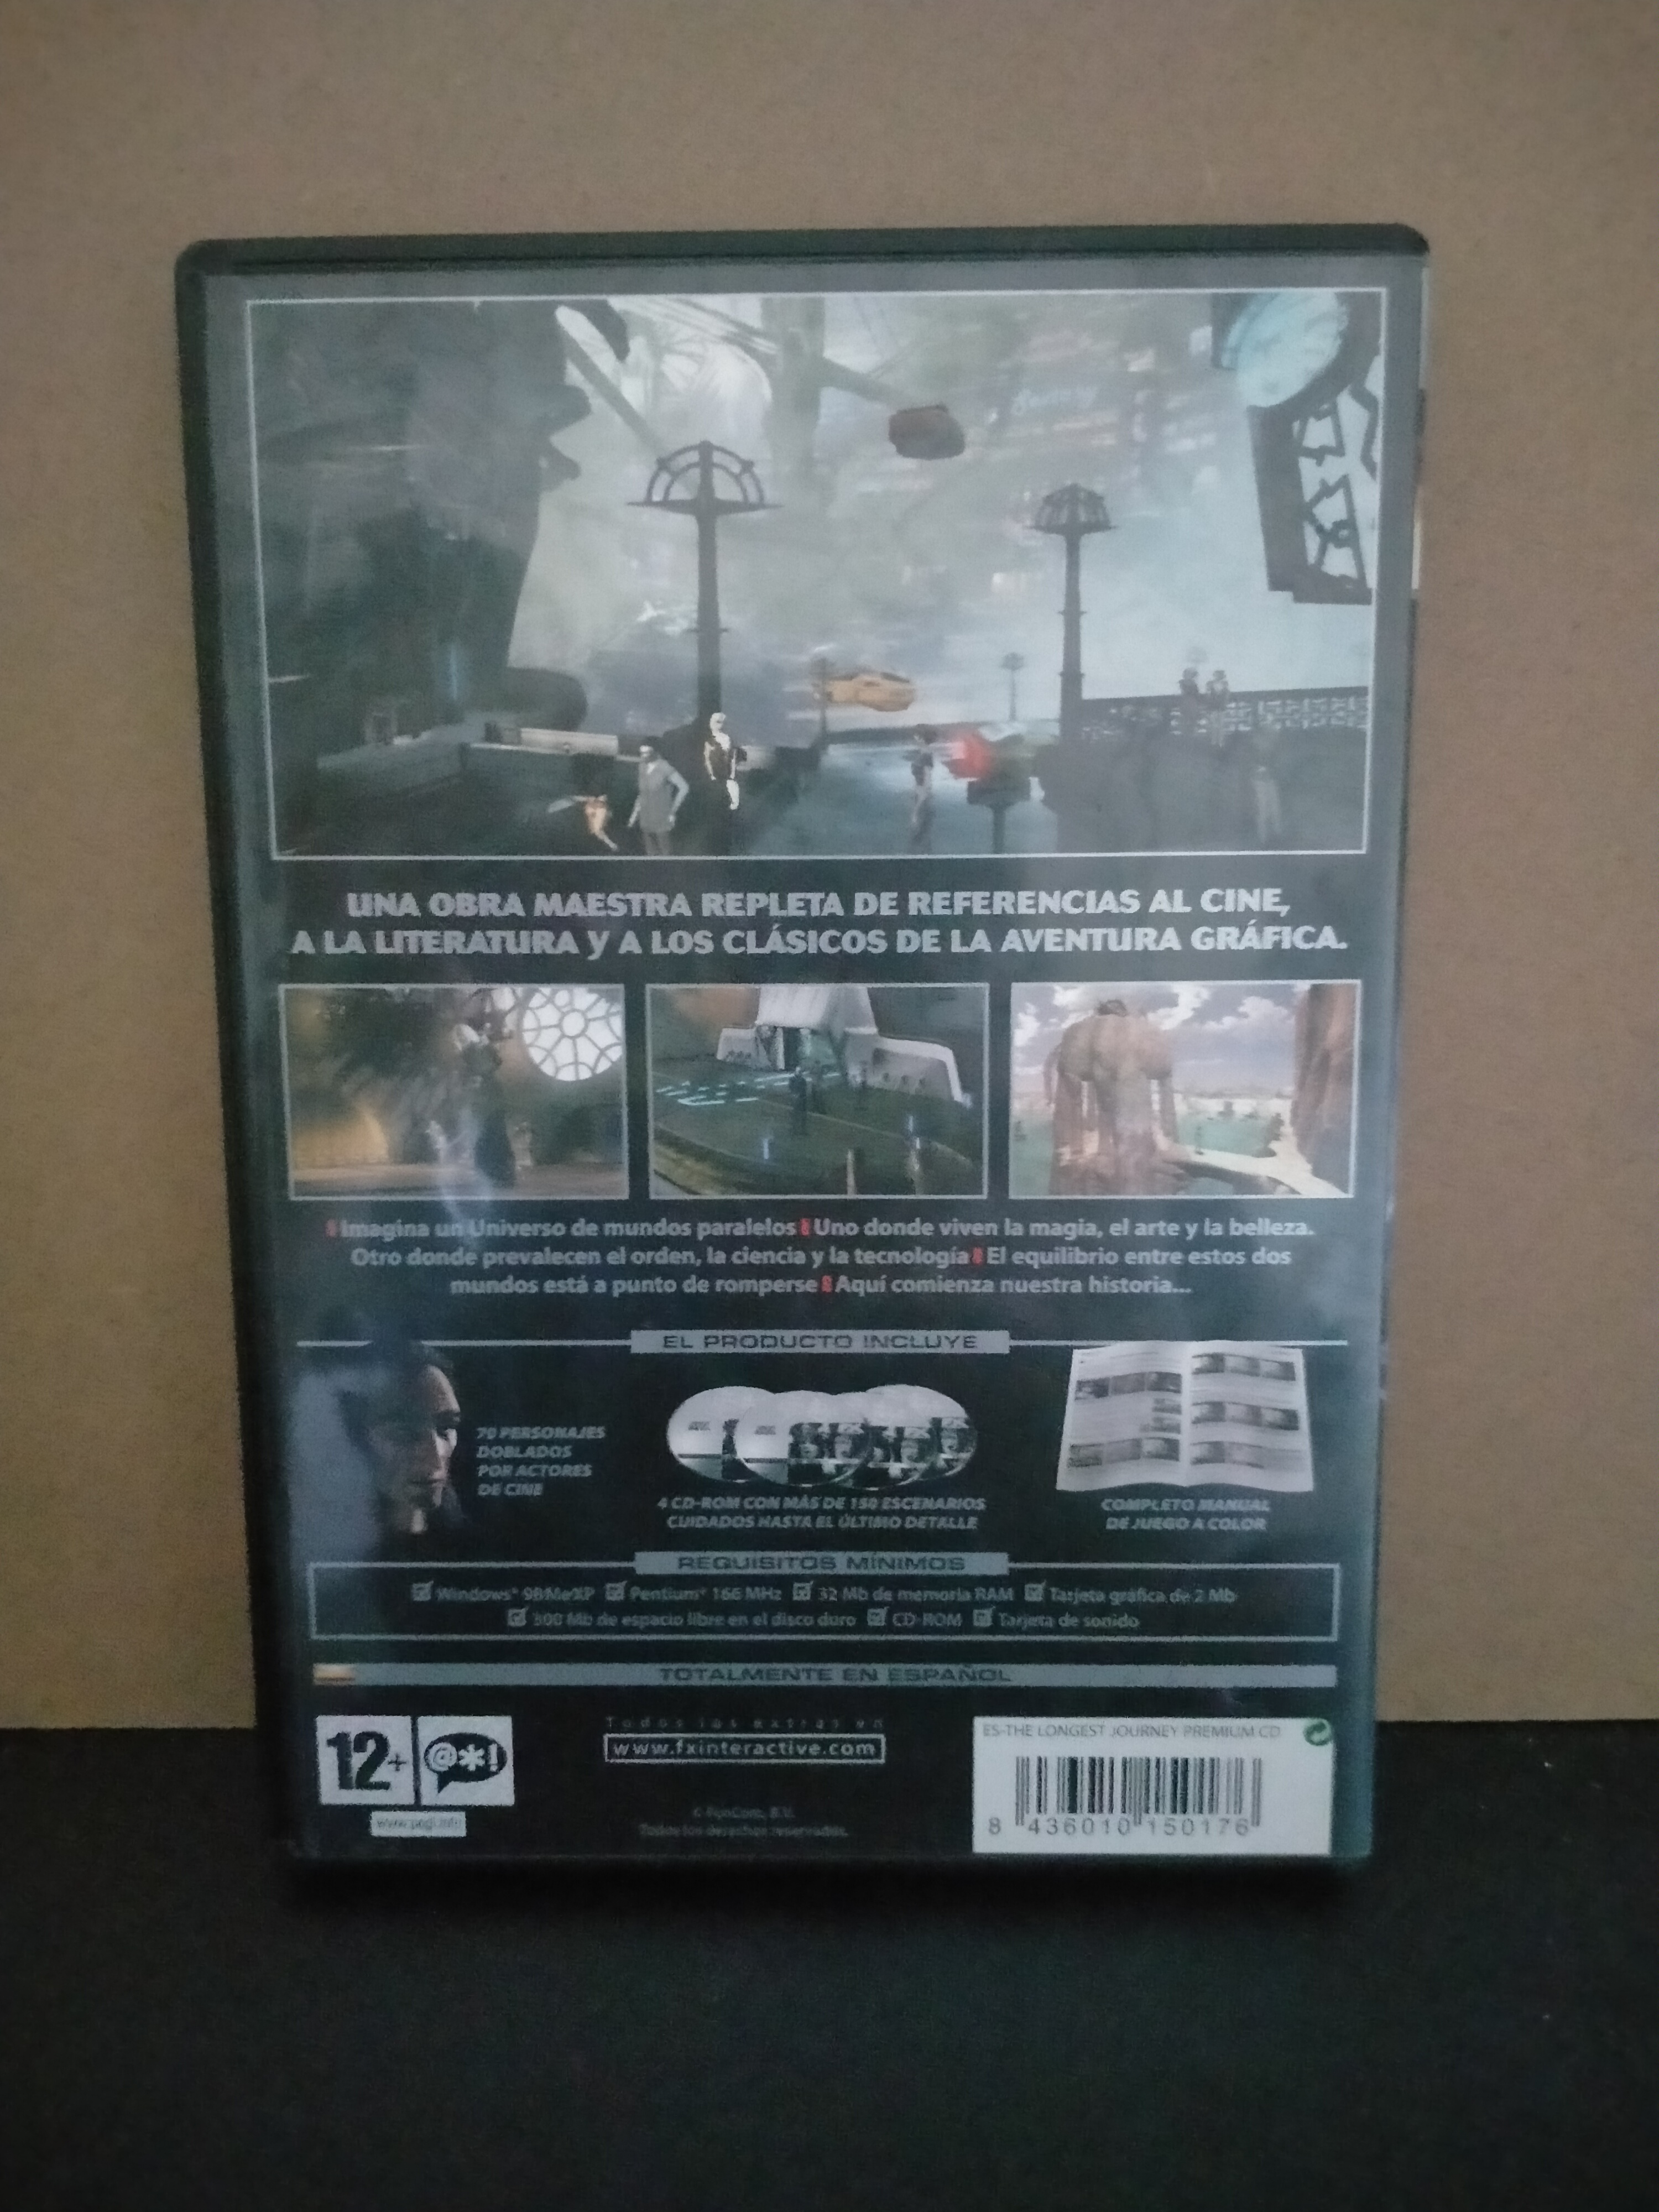 UNA OBRA MAESTRA REPLETA DE REFERENCIAS AL CINE,
A LA LITERATURA Y A LOS CLÁSICOS DE LA AVENTURA GRÁFICA.
Imagina un Universo de mundos paralelos Uno donde viven la magia, el arte y la belleza.
Otro donde prevalecen el orden, la ciencia y la tecnología El equilibrio entre estos dos
mundos está a punto de romperse Aquí comienza nuestra historia...
EL PRODUCTO INCLUYE
70 PERSONAJES
DOBLADOS
POR ACTORES
DE CINE
4 CD-ROM CON MÁS DE 150 ESCENARIOS
CUIDADOS HASTA EL ÚLTIMO DETALLE
COMPLETO MANUAL
DE JUEGO A COLOR
REQUISITOS MÍNIMOS
Windows® 98/Me/XP Pentium® 166 MHz 32 Mb de memoria RAM Tarjeta gráfica de 2 Mb
300 Mb de espacio libre en el disco duro CD-ROM Tarjeta de sonido
TOTALMENTE EN ESPAÑOL
12+
@*!
www.pegi.info
Todos los extras en
www.fxinteractive.com
© FunCom, B.V.
Todos los derechos reservados.
ES-THE LONGEST JOURNEY PREMIUM CD
8 436010 150176